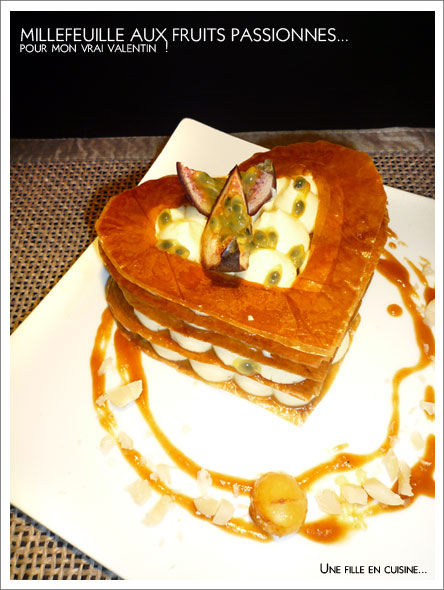 MILLEFEUILLE AUX FRUITS PASSIONNES...
POUR MON VRAI VALENTIN !
UNE FILLE EN CUISINE...